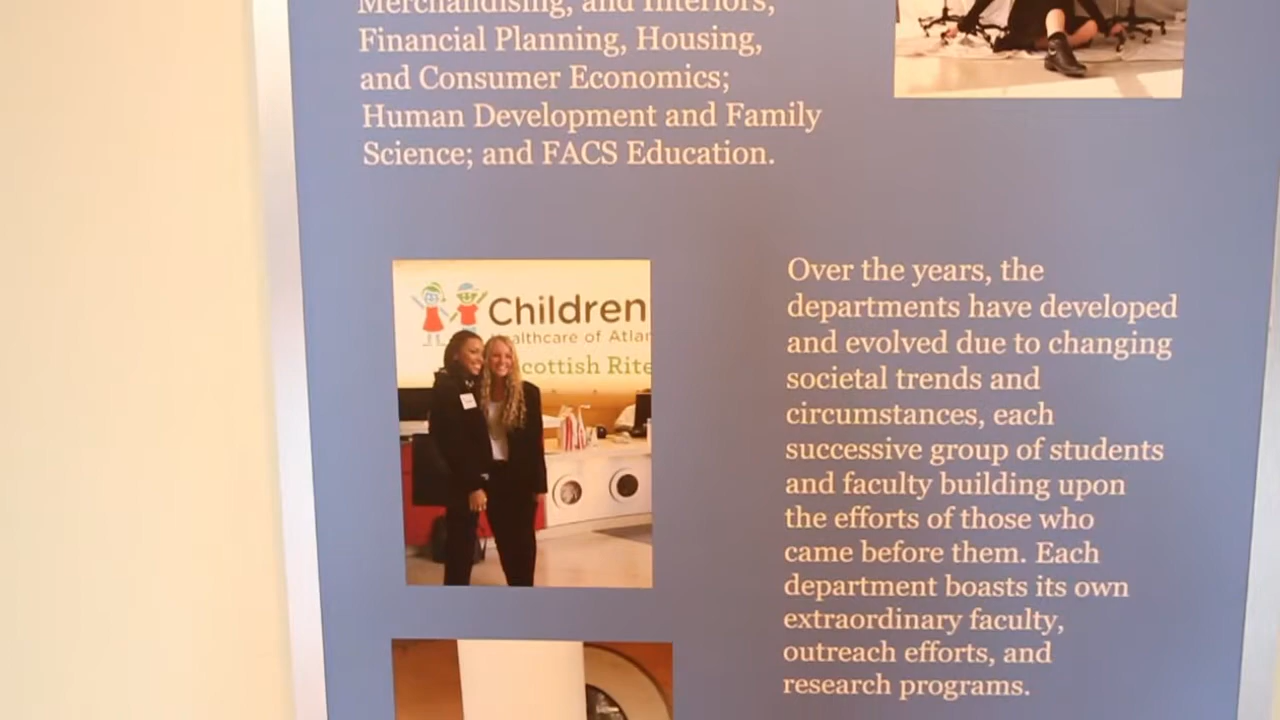 Merchandising, and Interiors;
Financial Planning, Housing,
and Consumer Economics;
Human Development and Family
Science; and FACS Education.
Children
althcare of Atlan
cottish Rite
Over the years, the
departments have developed
and evolved due to changing
societal trends and
circumstances, each
successive group of students
and faculty building upon
the efforts of those who
came before them. Each
department boasts its own
extraordinary faculty,
outreach efforts, and
research programs.